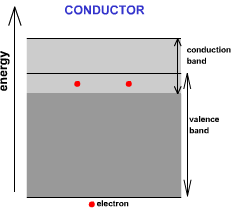 CONDUCTOR
energy
conduction
band
valence
band
electron